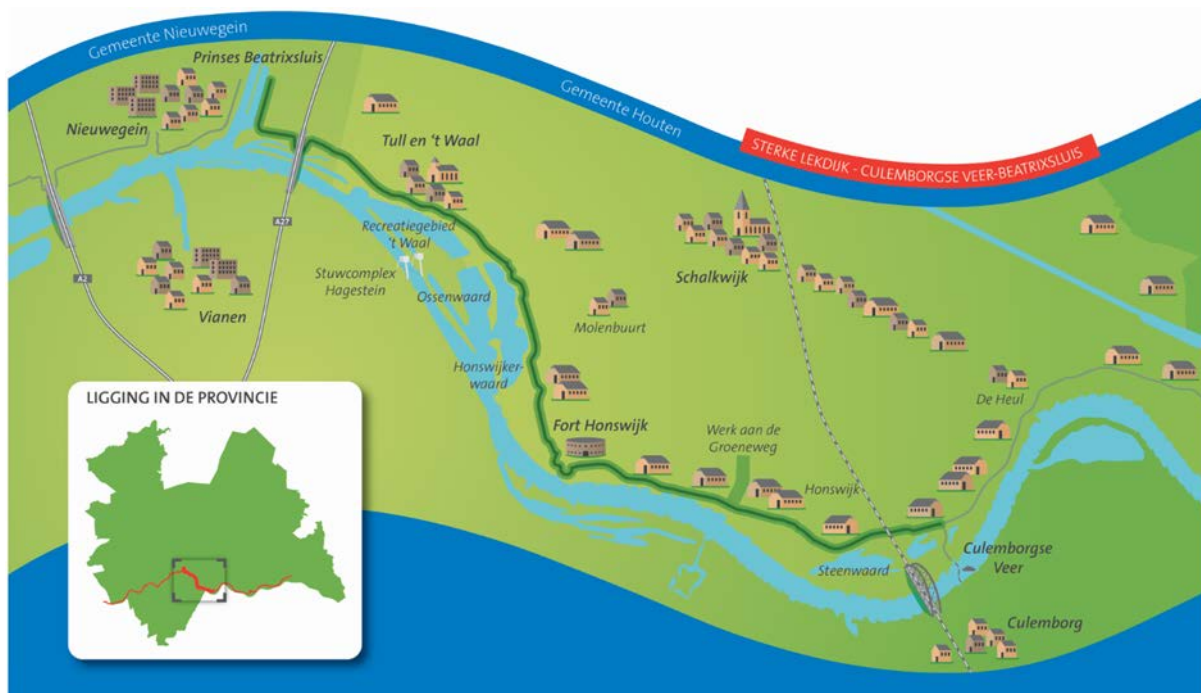 Gemeente Nieuwegein
Prinses Beatrixsluis
Gemeente Houten
STERKE LEKDIJK - CULEMBORGSE VEER-BEATRIXSLUIS
Nieuwegein
Tull en ‘t Waal
A27
A2
Recreatiegebied
‘t Waal
Stuwcomplex
Hagestein
Ossenwaard
Schalkwijk
Vianen
Molenbuurt
Honswijker-
waard
LIGGING IN DE PROVINCIE
De Heul
Fort Honswijk
Werk aan de
Groeneweg
Honswijk
Steenwaard
Culemborgse
Veer
Culemborg